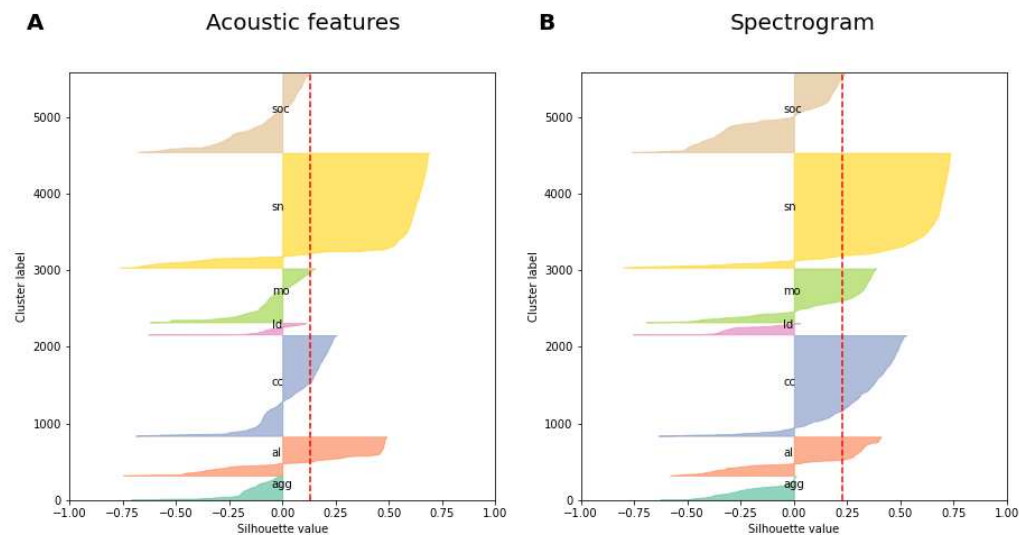 A Acoustic features
soc
sn
mo
ld
cc
al
agg
5000
4000
3000
2000
1000
0
Cluster label
−1.00 −0.75 −0.50 −0.25 0.00 0.25 0.50 0.75 1.00
Silhouette value
B Spectrogram
soc
sn
mo
ld
cc
al
agg
5000
4000
3000
2000
1000
0
Cluster label
−1.00 −0.75 −0.50 −0.25 0.00 0.25 0.50 0.75 1.00
Silhouette value